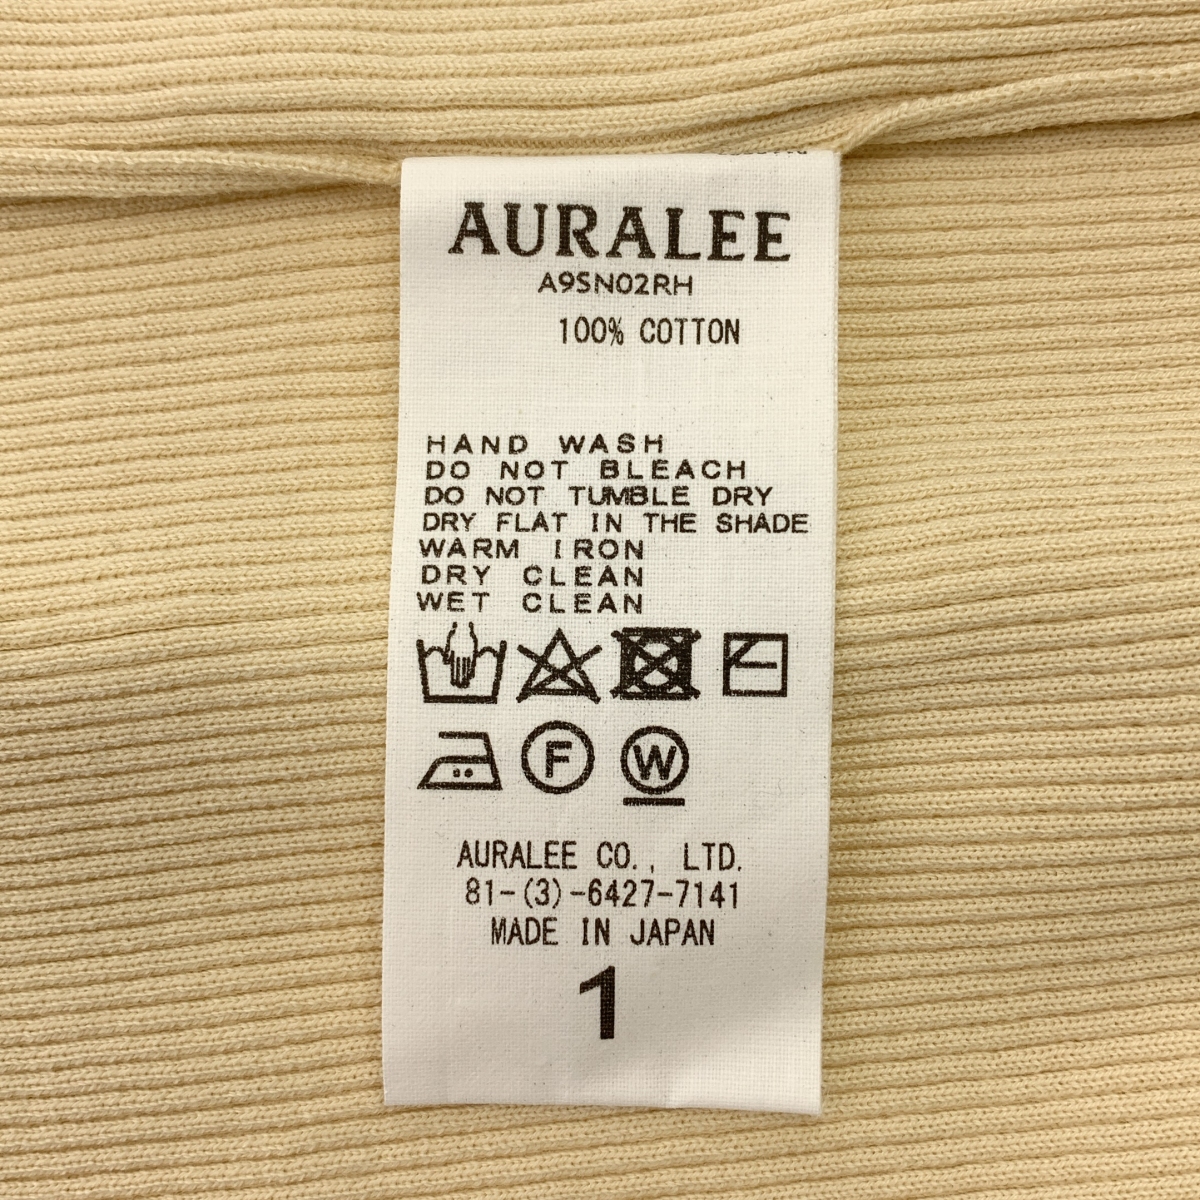 AURALEE
A9SN02RH
100% COTTON
HAND WASH
DO NOT BLEACH
DO NOT TUMBLE DRY
DRY FLAT IN THE SHADE
WARM IRON
DRY CLEAN
WET CLEAN
F W
AURALEE CO., LTD.
81-(3)-6427-7141
MADE IN JAPAN
1